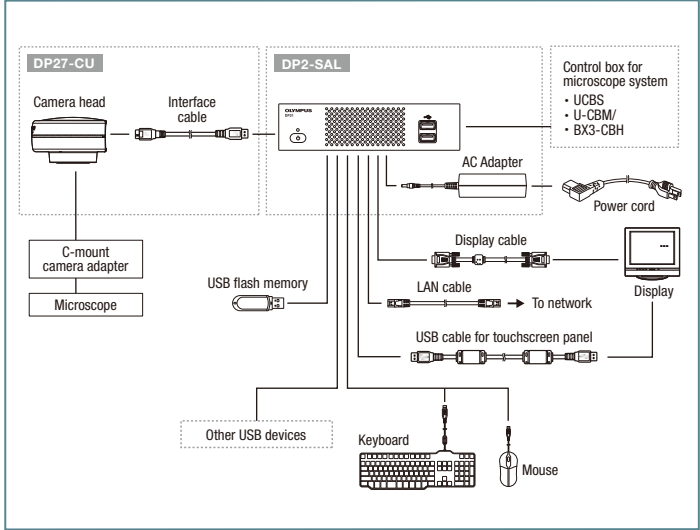 DP27-CU
DP2-SAL
Control box for
microscope system
• UCBS
• U-CBM/
• BX3-CBH
Camera head
Interface
cable
OLYMPUS
DP21
AC Adapter
Power cord
C-mount
camera adapter
Microscope
USB flash memory
Display cable
Display
LAN cable
To network
USB cable for touchscreen panel
Other USB devices
Keyboard
Mouse